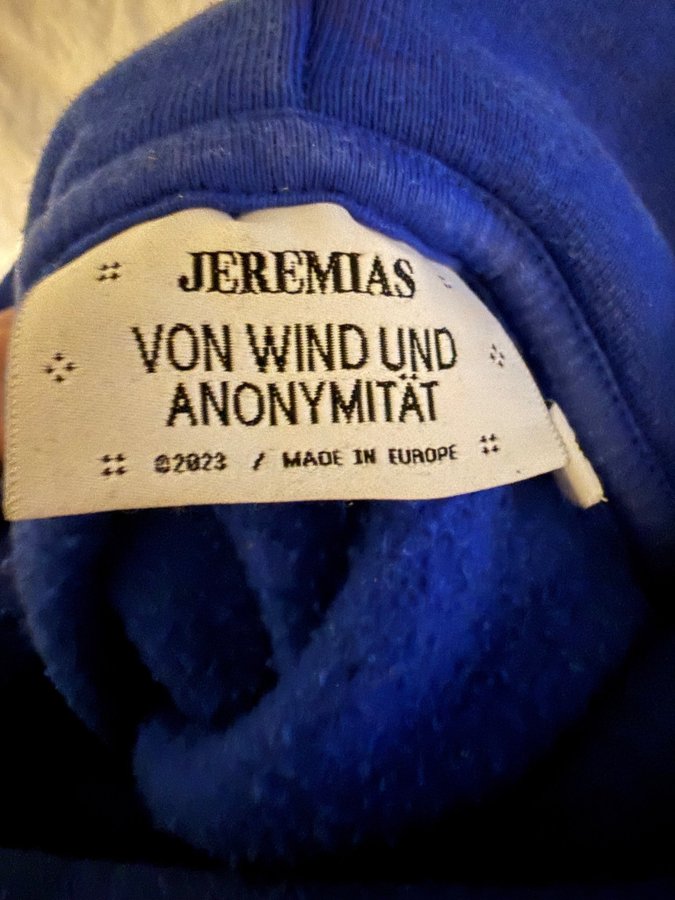 JEREMIAS
VON WIND UND
ANONYMITÄT
©2023 / MADE IN EUROPE